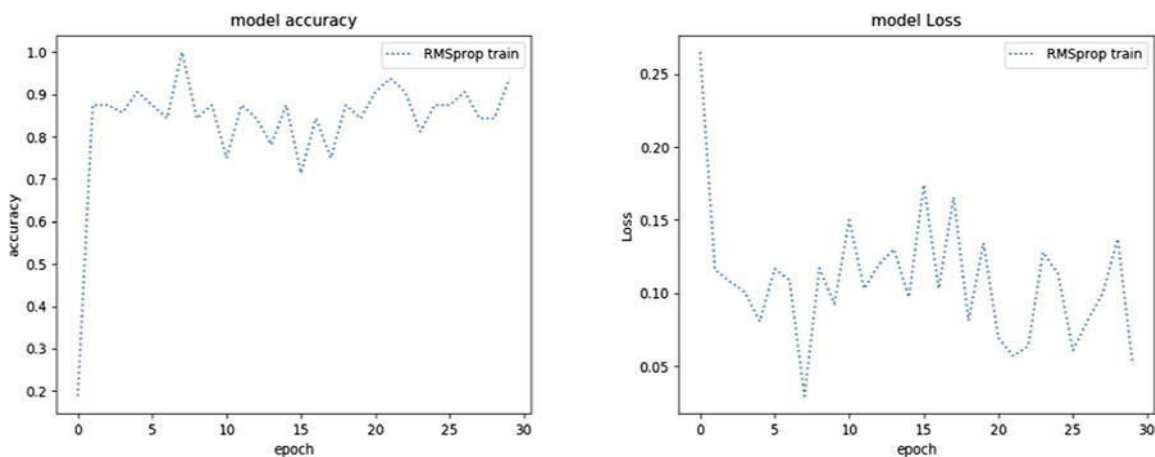 model accuracy
RMSprop train
1.0
0.9
0.8
0.7
0.6
0.5
0.4
0.3
0.2
accuracy
0 5 10 15 20 25 30
epoch
model Loss
RMSprop train
0.25
0.20
0.15
0.10
0.05
Loss
0 5 10 15 20 25 30
epoch